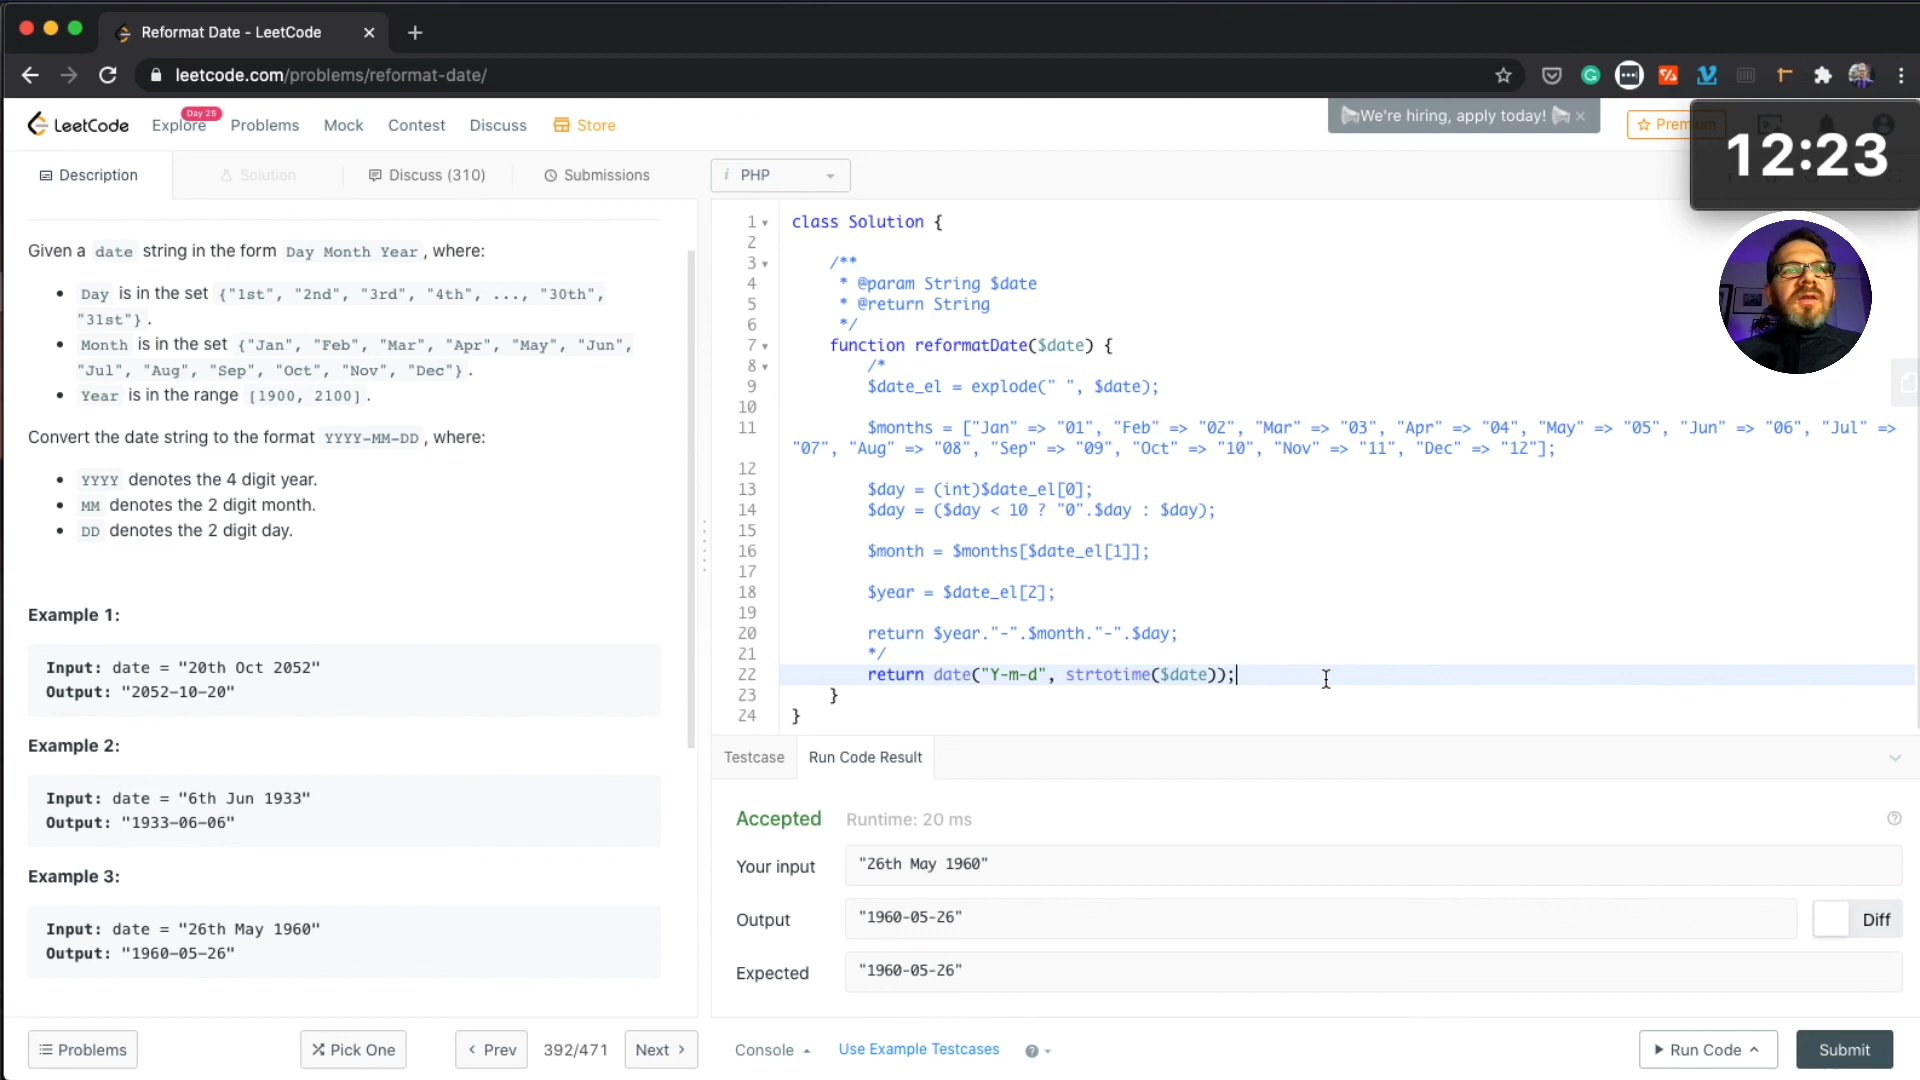 Reformat Date - LeetCode
leetcode.com/problems/reformat-date/
LeetCode
Explore
Day 25
Problems
Mock
Contest
Discuss
Store
We're hiring, apply today!
Premium
12:23
Description
Solution
Discuss (310)
Submissions
i PHP
Given a date string in the form Day Month Year, where:
• Day is in the set {"1st", "2nd", "3rd", "4th", ..., "30th",
"31st"}.
• Month is in the set {"Jan", "Feb", "Mar", "Apr", "May", "Jun",
"Jul", "Aug", "Sep", "Oct", "Nov", "Dec"}.
• Year is in the range [1900, 2100].
Convert the date string to the format YYYY-MM-DD, where:
• YYYY denotes the 4 digit year.
• MM denotes the 2 digit month.
• DD denotes the 2 digit day.
Example 1:
Input: date = "20th Oct 2052"
Output: "2052-10-20"
Example 2:
Input: date = "6th Jun 1933"
Output: "1933-06-06"
Example 3:
Input: date = "26th May 1960"
Output: "1960-05-26"
1 class Solution {
2
3 /**
4 * @param String $date
5 * @return String
6 */
7 function reformatDate($date) {
8 /*
9 $date_el = explode(" ", $date);
10
11 $months = ["Jan" => "01", "Feb" => "02", "Mar" => "03", "Apr" => "04", "May" => "05", "Jun" => "06", "Jul" =>
"07", "Aug" => "08", "Sep" => "09", "Oct" => "10", "Nov" => "11", "Dec" => "12"];
12
13 $day = (int)$date_el[0];
14 $day = ($day < 10 ? "0".$day : $day);
15
16 $month = $months[$date_el[1]];
17
18 $year = $date_el[2];
19
20 return $year."-".$month."-".$day;
21 */
22 return date("Y-m-d", strtotime($date));
23 }
24 }
Testcase
Run Code Result
Accepted
Runtime: 20 ms
Your input
"26th May 1960"
Output
"1960-05-26"
Diff
Expected
"1960-05-26"
Problems
Pick One
Prev
392/471
Next
Console
Use Example Testcases
Run Code
Submit